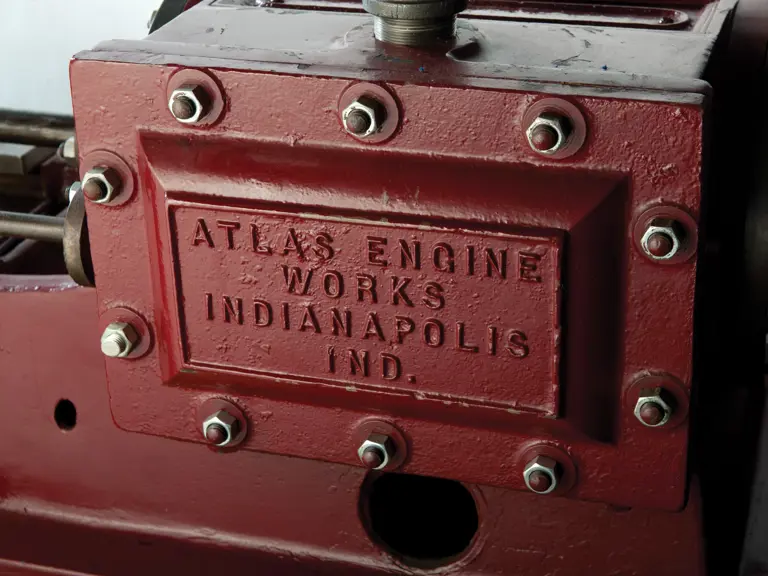 ATLAS ENGINE
WORKS
INDIANAPOLIS
IND.